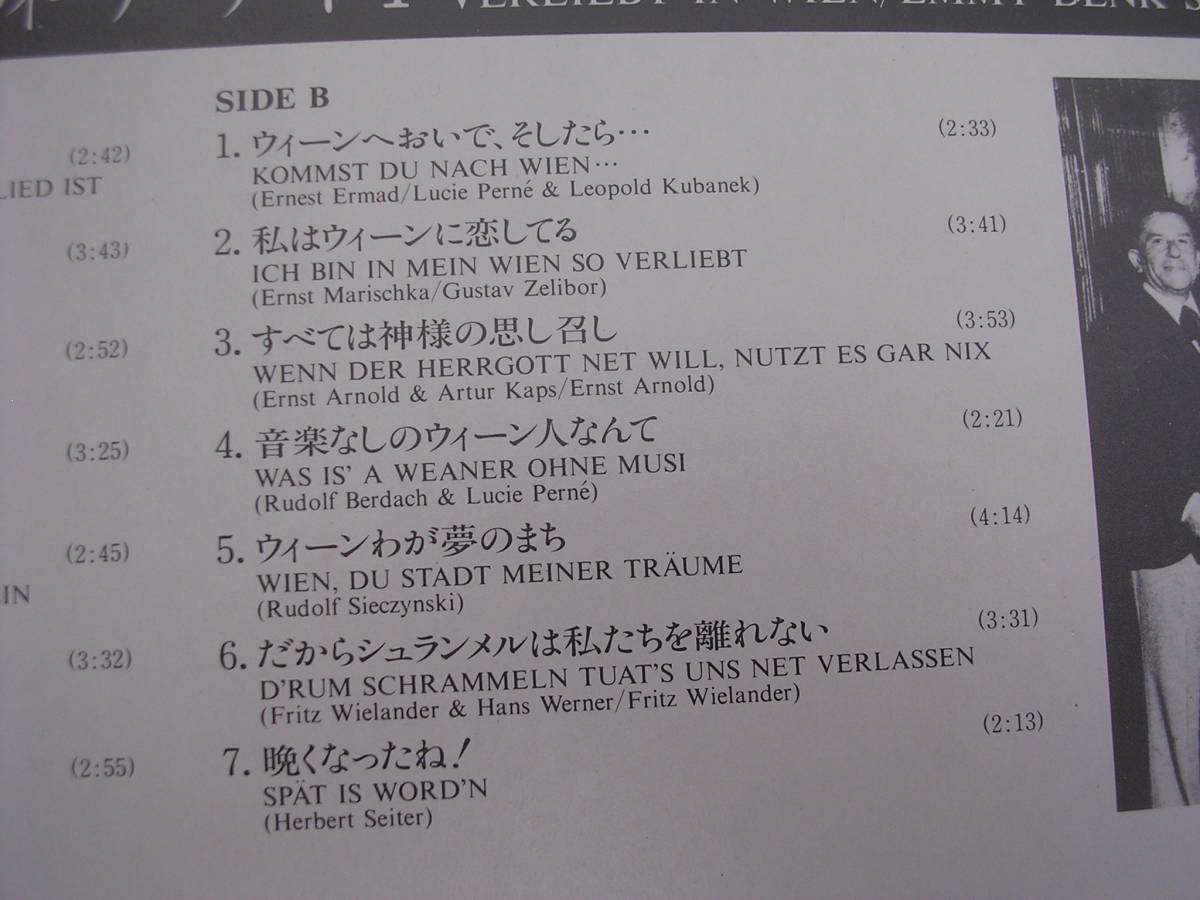 VERLIEBT IN WIEN/EMMY DENK
(2:42)
LIED IST
(3:43)
(2:52)
(3:25)
(2:45)
(3:32)
(2:55)
SIDE B
1. ウィーンへおいで、そしたら… (2:33)
KOMMST DU NACH WIEN…
(Ernest Ermad/Lucie Perné & Leopold Kubanek)
2. 私はウィーンに恋してる (3:41)
ICH BIN IN MEIN WIEN SO VERLIEBT
(Ernst Marischka/Gustav Zelibor)
3. すべては神様の思し召し (3:53)
WENN DER HERRGOTT NET WILL, NUTZT ES GAR NIX
(Ernst Arnold & Artur Kaps/Ernst Arnold)
4. 音楽なしのウィーン人なんて (2:21)
WAS IS' A WEANER OHNE MUSI
(Rudolf Berdach & Lucie Perné)
5. ウィーンわが夢のまち (4:14)
WIEN, DU STADT MEINER TRÄUME
(Rudolf Sieczynski)
6. だからシュランメルは私たちを離れない (3:31)
D'RUM SCHRAMMELN TUAT'S UNS NET VERLASSEN
(Fritz Wielander & Hans Werner/Fritz Wielander)
7. 晩くなったね! (2:13)
SPÄT IS WORD'N
(Herbert Seiter)